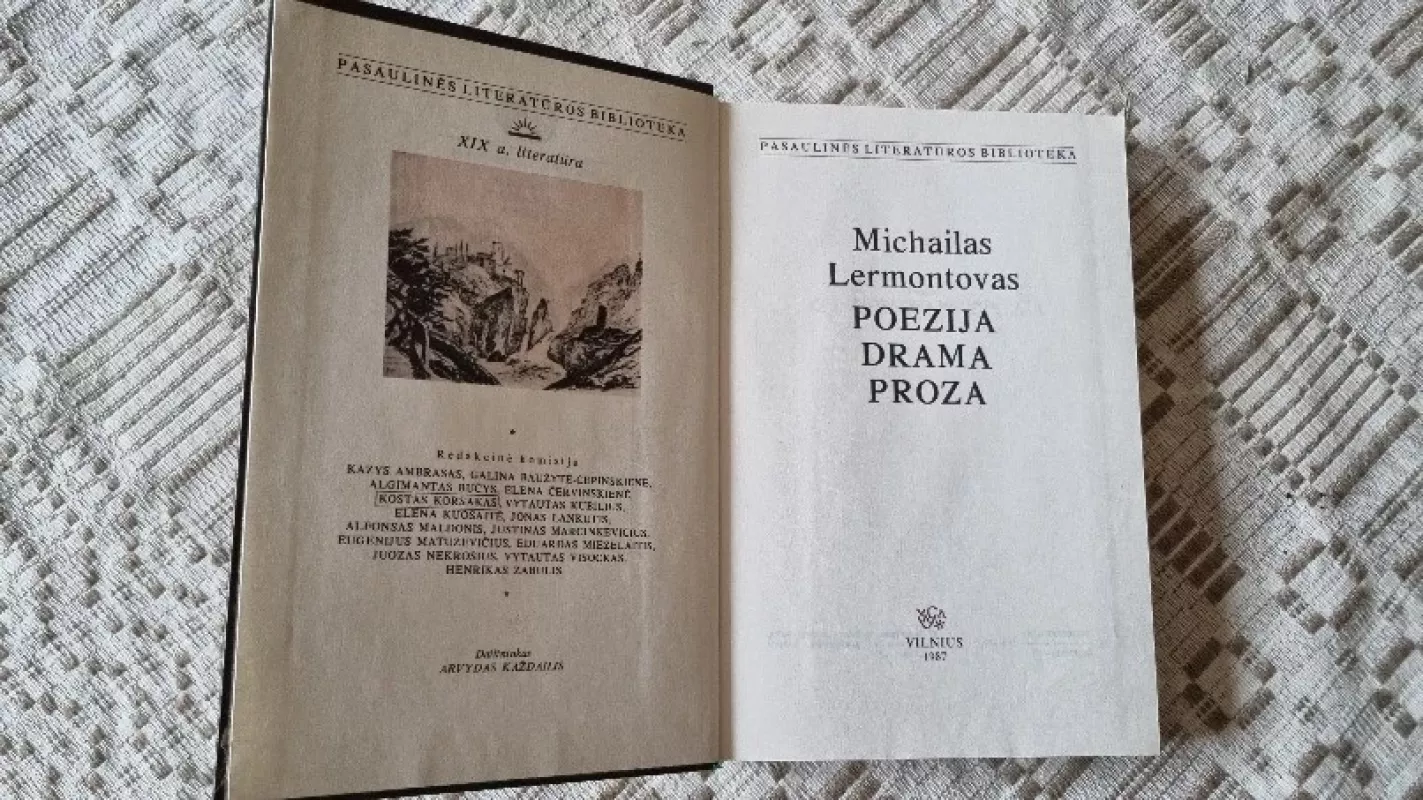 PASAULINĖS LITERATŪROS BIBLIOTEKA
XIX a. literatūra
Redakcinė komisija
KAZYS AMBRASAS, GALINA BAUŽYTĖ-ČEPINSKIENĖ,
ALGIMANTAS BUČYS, ELENA ČERVINSKIENĖ,
KOSTAS KORSAKAS, VYTAUTAS KUBILIUS,
ELENA KUOSAITĖ, JONAS LANKUTIS,
ALFONSAS MALDONIS, JUSTINAS MARCINKEVIČIUS,
EUGENIJUS MATUZEVIČIUS, EDUARDAS MIEŽELAITIS,
JUOZAS NEKROŠIUS, VYTAUTAS VISOCKAS,
HENRIKAS ZABULIS
Dailininkas
ARVYDAS KAŽDAILIS
PASAULINĖS LITERATŪROS BIBLIOTEKA
Michailas
Lermontovas
POEZIJA
DRAMA
PROZA
VILNIUS
1987